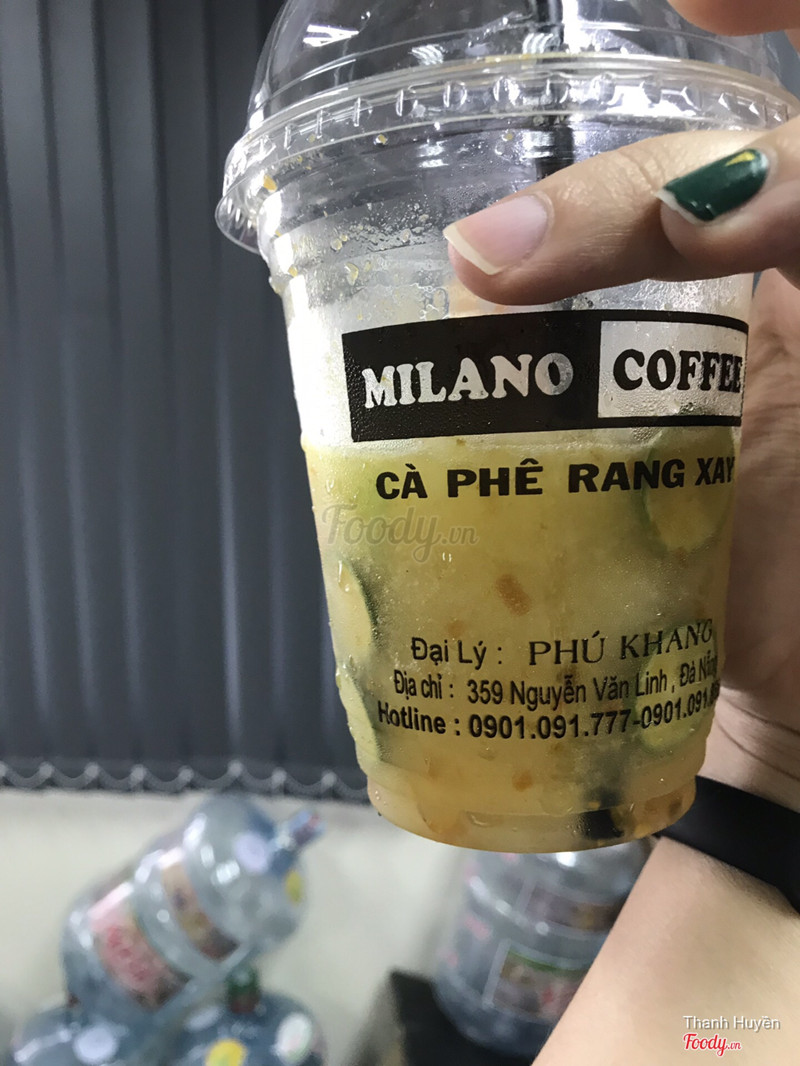 MILANO COFFEE
CÀ PHÊ RANG XAY
Foody.vn
Đại Lý : PHÚ KHANG
Địa chỉ : 359 Nguyễn Văn Linh , Đà Nẵng
Hotline : 0901.091.777-0901.091.
Thanh Huyền
Foody.vn